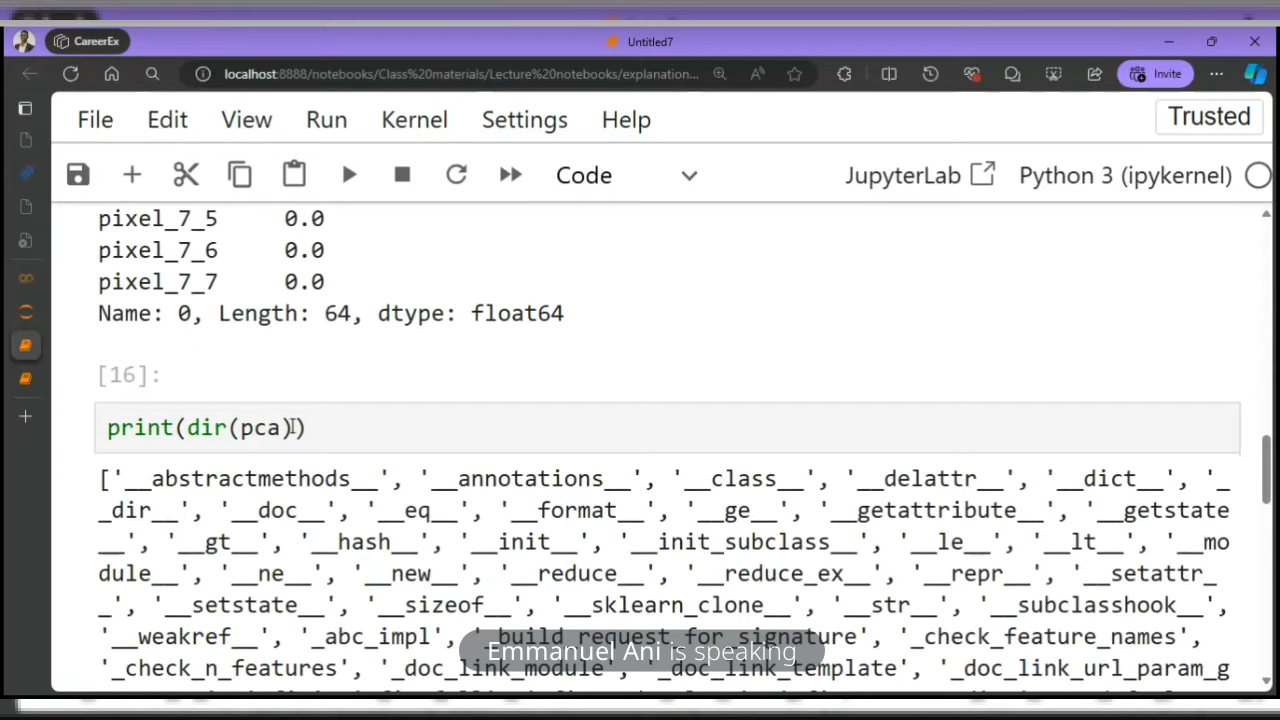 CareerEx
Untitled7
localhost:8888/notebooks/Class%20materials/Lecture%20notebooks/explanation...
Invite
File Edit View Run Kernel Settings Help
Trusted
Code
JupyterLab
Python 3 (ipykernel)
pixel_7_5 0.0
pixel_7_6 0.0
pixel_7_7 0.0
Name: 0, Length: 64, dtype: float64
[16]:
print(dir(pca))
['__abstractmethods__', '__annotations__', '__class__', '__delattr__', '__dict__', '_
_dir__', '__doc__', '__eq__', '__format__', '__ge__', '__getattribute__', '__getstate
__', '__gt__', '__hash__', '__init__', '__init_subclass__', '__le__', '__lt__', '__mo
dule__', '__ne__', '__new__', '__reduce__', '__reduce_ex__', '__repr__', '__setattr_
_', '__setstate__', '__sizeof__', '__sklearn_clone__', '__str__', '__subclasshook__',
'__weakref__', '_abc_impl', '_build_request_for_signature', '_check_feature_names',
'_check_n_features', '_doc_link_module', '_doc_link_template', '_doc_link_url_param_g
Emmanuel Ani is speaking